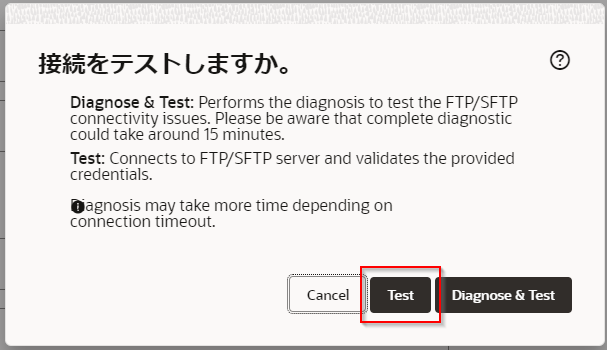 接続をテストしますか。
Diagnose & Test: Performs the diagnosis to test the FTP/SFTP
connectivity issues. Please be aware that complete diagnostic
could take around 15 minutes.
Test: Connects to FTP/SFTP server and validates the provided
credentials.
Diagnosis may take more time depending on
connection timeout.
Cancel Test Diagnose & Test